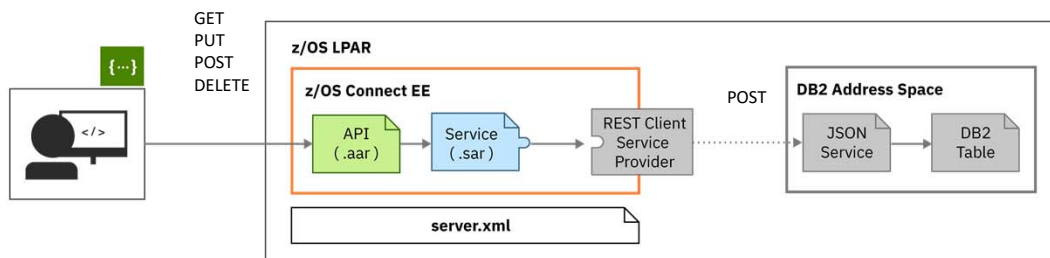 GET
PUT
POST
DELETE
{...}
</>
z/OS LPAR
z/OS Connect EE
API
(.aar)
Service
(.sar)
REST Client
Service
Provider
server.xml
POST
DB2 Address Space
JSON
Service
DB2
Table